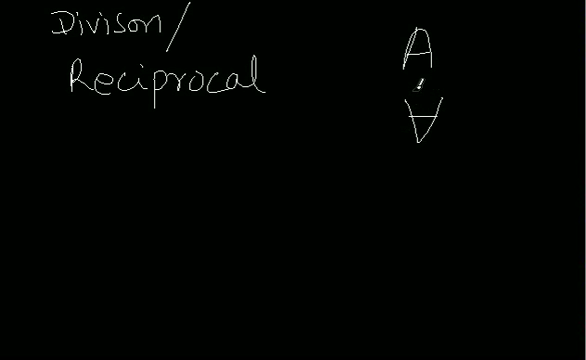 Divison/
Reciprocal
A
∀